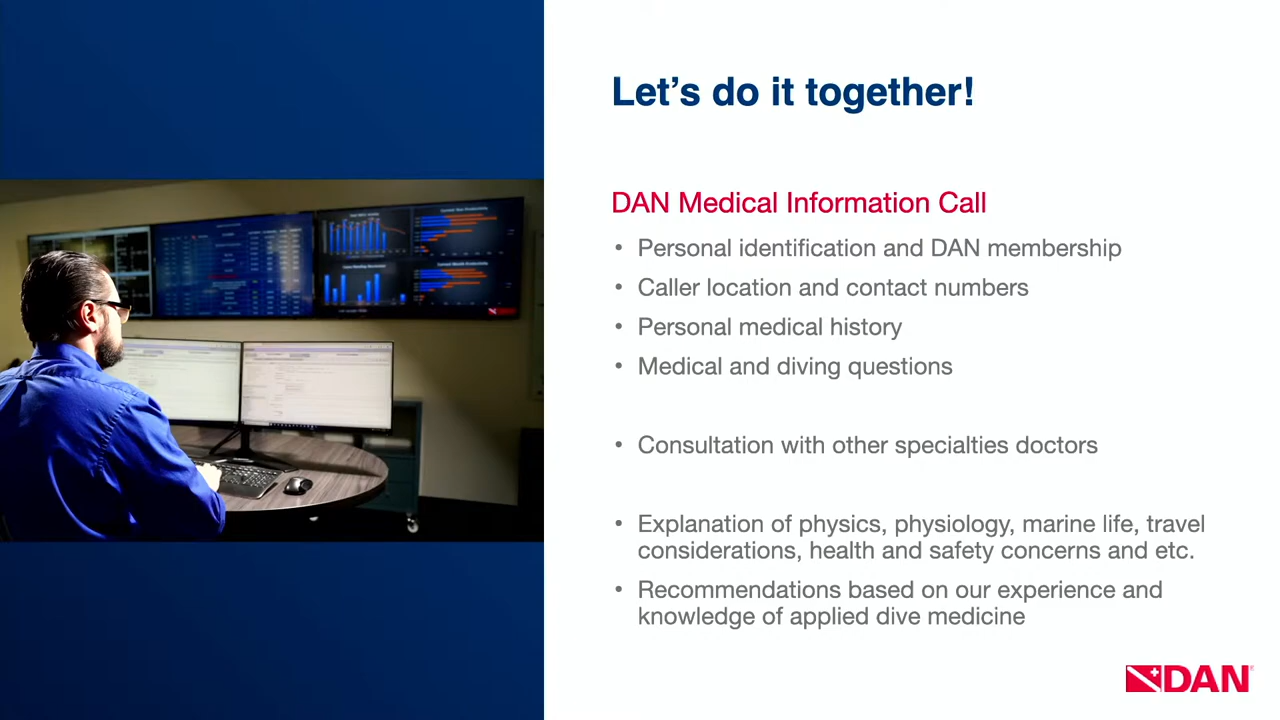 Let's do it together!
DAN Medical Information Call
• Personal identification and DAN membership
• Caller location and contact numbers
• Personal medical history
• Medical and diving questions
• Consultation with other specialties doctors
• Explanation of physics, physiology, marine life, travel
considerations, health and safety concerns and etc.
• Recommendations based on our experience and
knowledge of applied dive medicine
DAN